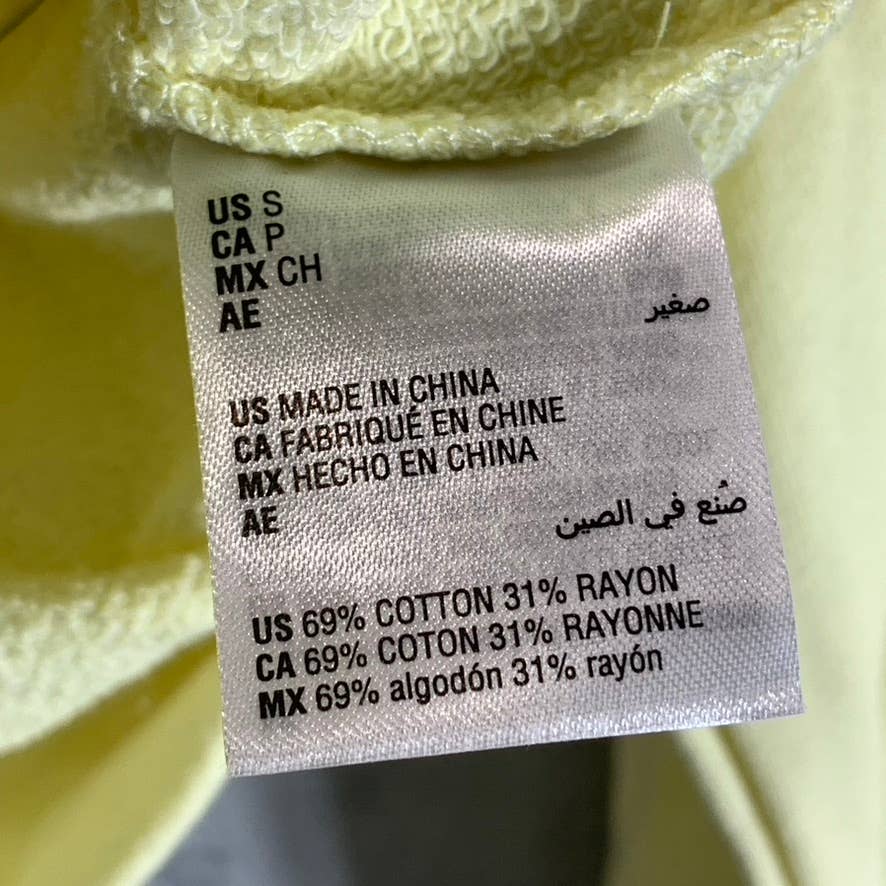 US S
CA P
MX CH
AE صغير
US MADE IN CHINA
CA FABRIQUÉ EN CHINE
MX HECHO EN CHINA
AE صُنع في الصين
US 69% COTTON 31% RAYON
CA 69% COTON 31% RAYONNE
MX 69% algodón 31% rayón